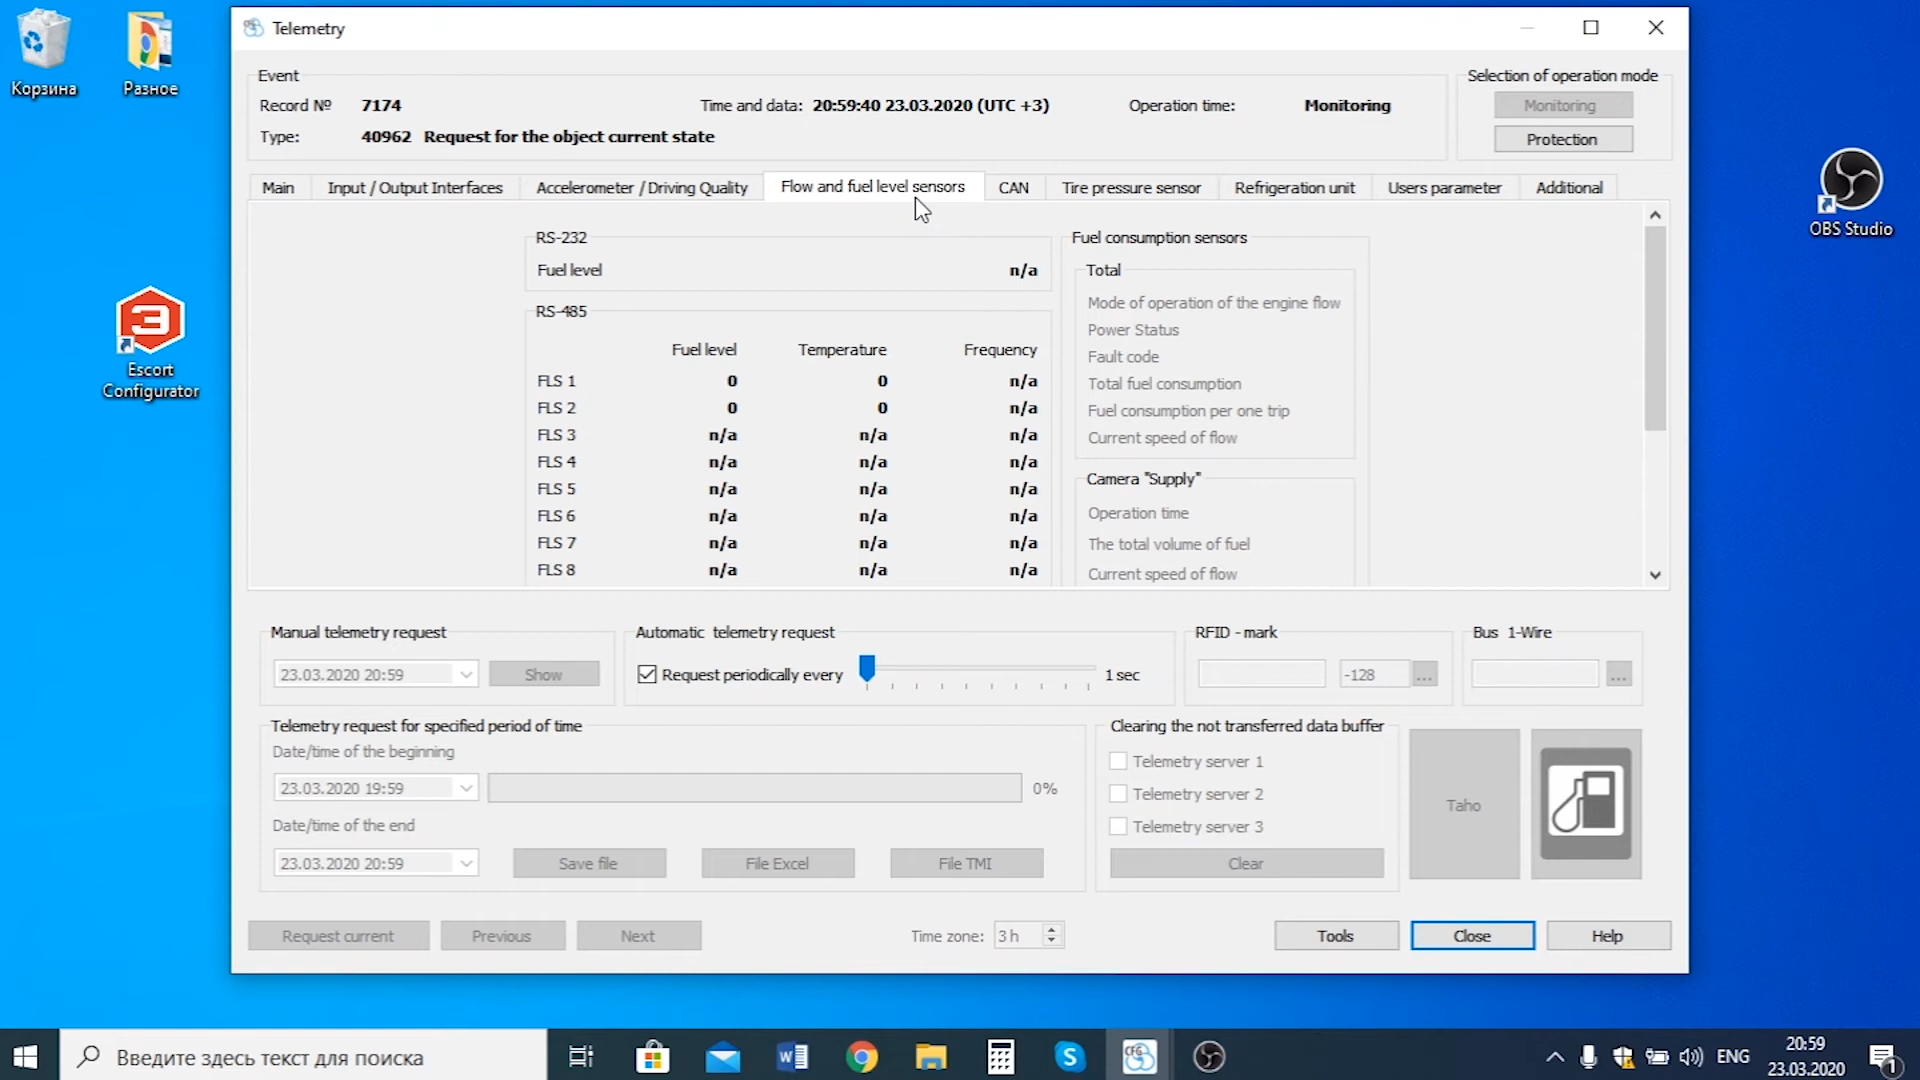 Корзина
Разное
Escort
Configurator
OBS Studio
Telemetry
Event
Record № 7174
Time and data: 20:59:40 23.03.2020 (UTC +3)
Operation time: Monitoring
Type: 40962 Request for the object current state
Selection of operation mode
Monitoring
Protection
Main
Input / Output Interfaces
Accelerometer / Driving Quality
Flow and fuel level sensors
CAN
Tire pressure sensor
Refrigeration unit
Users parameter
Additional
RS-232
Fuel level n/a
RS-485
Fuel level Temperature Frequency
FLS 1 0 0 n/a
FLS 2 0 0 n/a
FLS 3 n/a n/a n/a
FLS 4 n/a n/a n/a
FLS 5 n/a n/a n/a
FLS 6 n/a n/a n/a
FLS 7 n/a n/a n/a
FLS 8 n/a n/a n/a
Fuel consumption sensors
Total
Mode of operation of the engine flow
Power Status
Fault code
Total fuel consumption
Fuel consumption per one trip
Current speed of flow
Camera "Supply"
Operation time
The total volume of fuel
Current speed of flow
Manual telemetry request
23.03.2020 20:59
Show
Automatic telemetry request
Request periodically every
1 sec
RFID - mark
-128
...
Bus 1-Wire
...
Telemetry request for specified period of time
Date/time of the beginning
23.03.2020 19:59
0%
Date/time of the end
23.03.2020 20:59
Save file
File Excel
File TMI
Clearing the not transferred data buffer
Telemetry server 1
Telemetry server 2
Telemetry server 3
Clear
Taho
Request current
Previous
Next
Time zone: 3 h
Tools
Close
Help
Введите здесь текст для поиска
CFG
ENG
20:59
23.03.2020
1